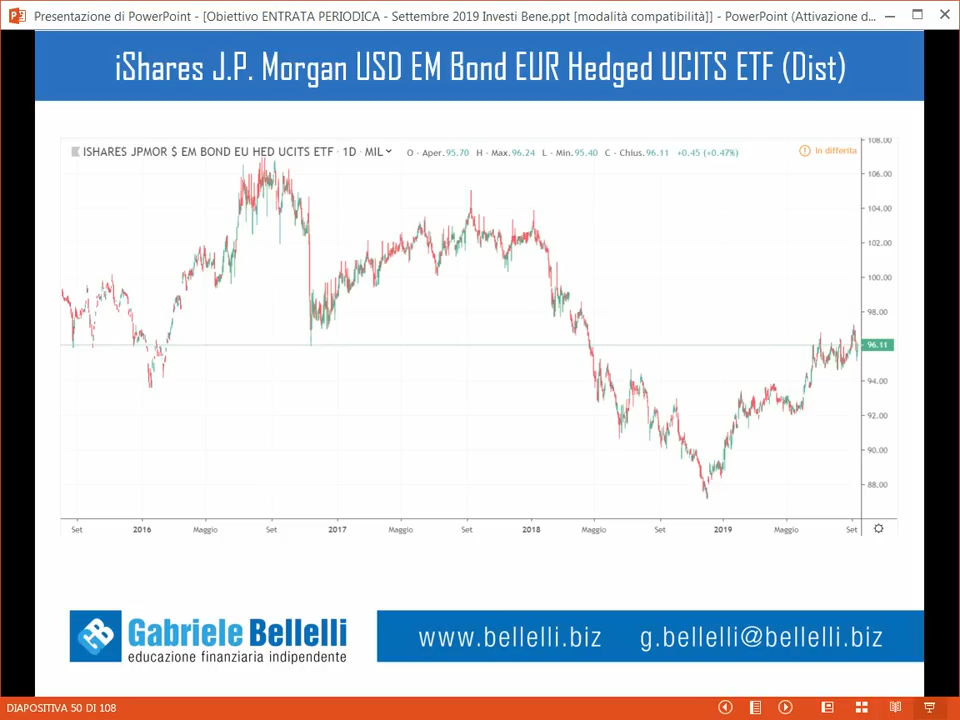 Presentazione di PowerPoint - [Obiettivo ENTRATA PERIODICA - Settembre 2019 Investi Bene.ppt [modalità compatibilità]] - PowerPoint (Attivazione d...
iShares J.P. Morgan USD EM Bond EUR Hedged UCITS ETF (Dist)
ISHARES JPMOR $ EM BOND EU HED UCITS ETF · 1D · MIL O - Aper. 95.70 H - Max. 96.24 L - Min. 95.40 C - Chius. 96.11 +0.45 (+0.47%) In differita
108.00
106.00
104.00
102.00
100.00
98.00
96.11
94.00
92.00
90.00
88.00
Set 2016 Maggio Set 2017 Maggio Set 2018 Maggio Set 2019 Maggio Set
Gabriele Bellelli
educazione finanziaria indipendente
www.bellelli.biz g.bellelli@bellelli.biz
DIAPOSITIVA 50 DI 108